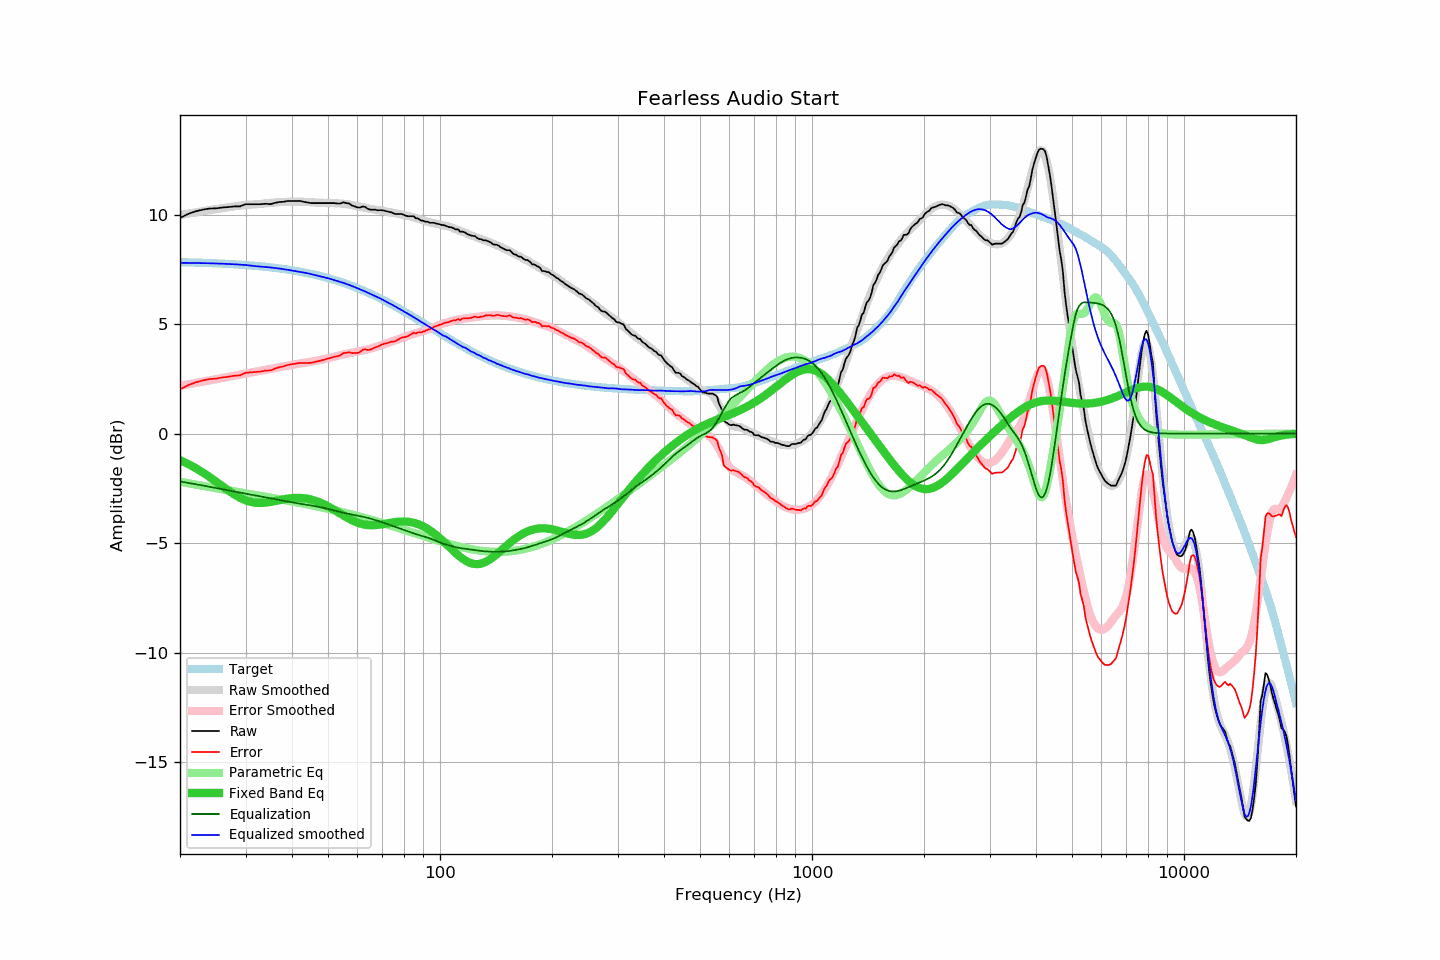 Fearless Audio Start
Amplitude (dBr)
10
5
0
−5
−10
−15
Target
Raw Smoothed
Error Smoothed
Raw
Error
Parametric Eq
Fixed Band Eq
Equalization
Equalized smoothed
100
1000
10000
Frequency (Hz)